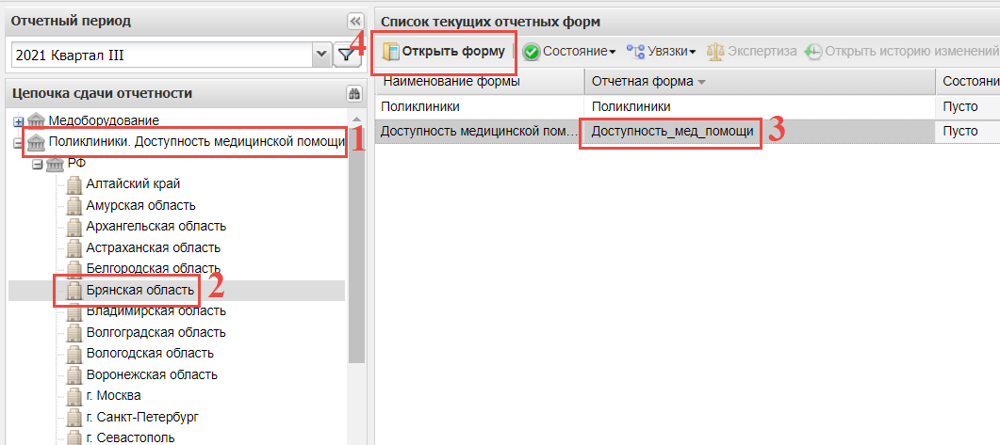 Отчетный период
2021 Квартал III
4
Цепочка сдачи отчетности
Медоборудование
Поликлиники. Доступность медицинской помощи
1
РФ
Алтайский край
Амурская область
Архангельская область
Астраханская область
Белгородская область
Брянская область
2
Владимирская область
Волгоградская область
Вологодская область
Воронежская область
г. Москва
г. Санкт-Петербург
г. Севастополь
Список текущих отчетных форм
Открыть форму Состояние Увязки Экспертиза Открыть историю изменений
Наименование формы Отчетная форма Состояни
Поликлиники Поликлиники Пусто
Доступность медицинской пом... Доступность_мед_помощи 3 Пусто